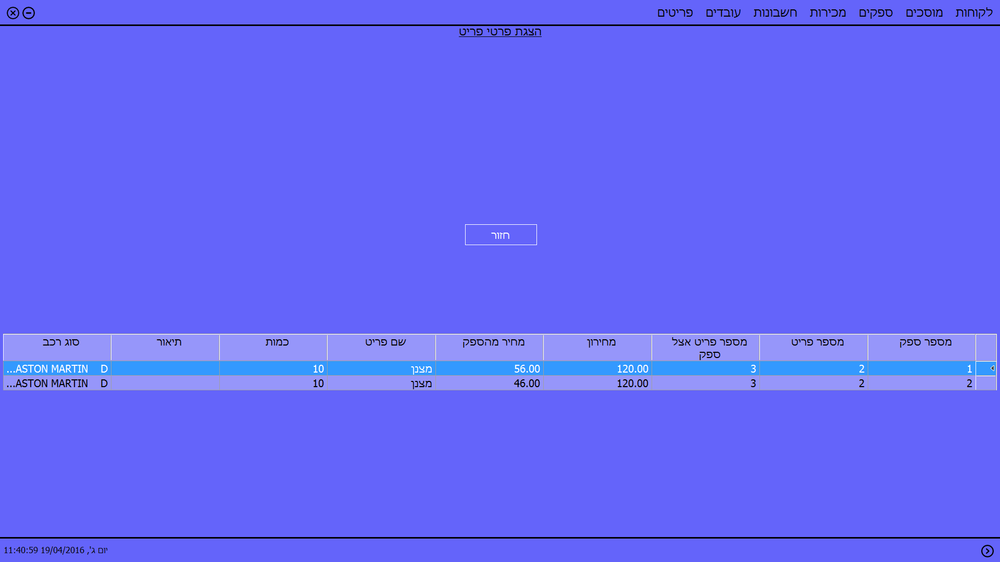 לקוחות מוסכים ספקים מכירות חשבונות עובדים פריטים
הצגת פרטי פריט
חזור
מספר ספק מספר פריט מספר פריט אצל ספק מחירון מחיר מהספק שם פריט כמות תיאור סוג רכב
1 2 3 120.00 56.00 מצנן 10 ...ASTON MARTIN D
2 2 3 120.00 46.00 מצנן 10 ...ASTON MARTIN D
יום ג', 19/04/2016 11:40:59